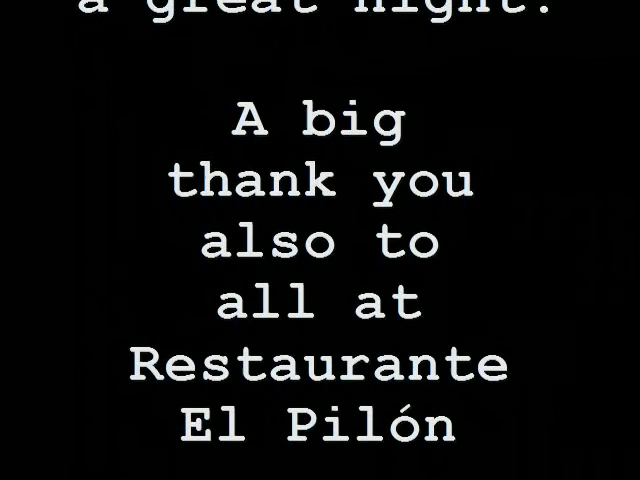 a great night.
A big
thank you
also to
all at
Restaurante
El Pilón